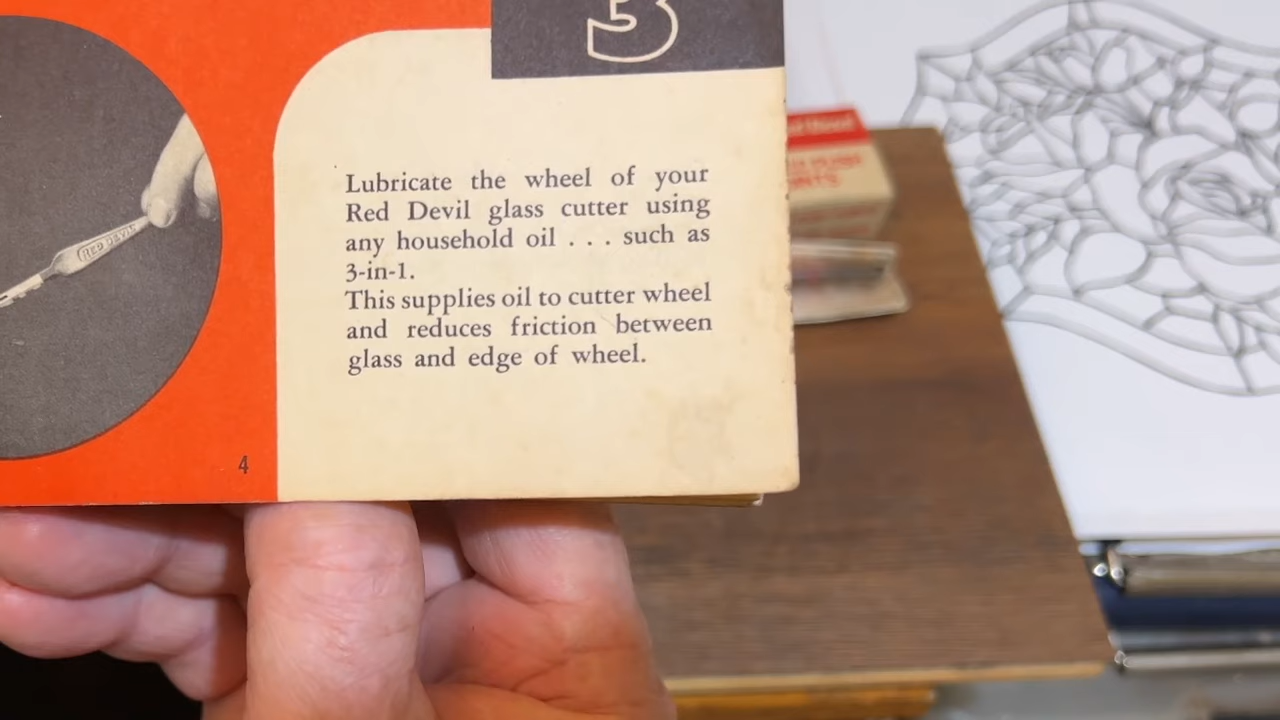 3
Lubricate the wheel of your
Red Devil glass cutter using
any household oil . . . such as
3-in-1.
This supplies oil to cutter wheel
and reduces friction between
glass and edge of wheel.
RED DEVIL
4